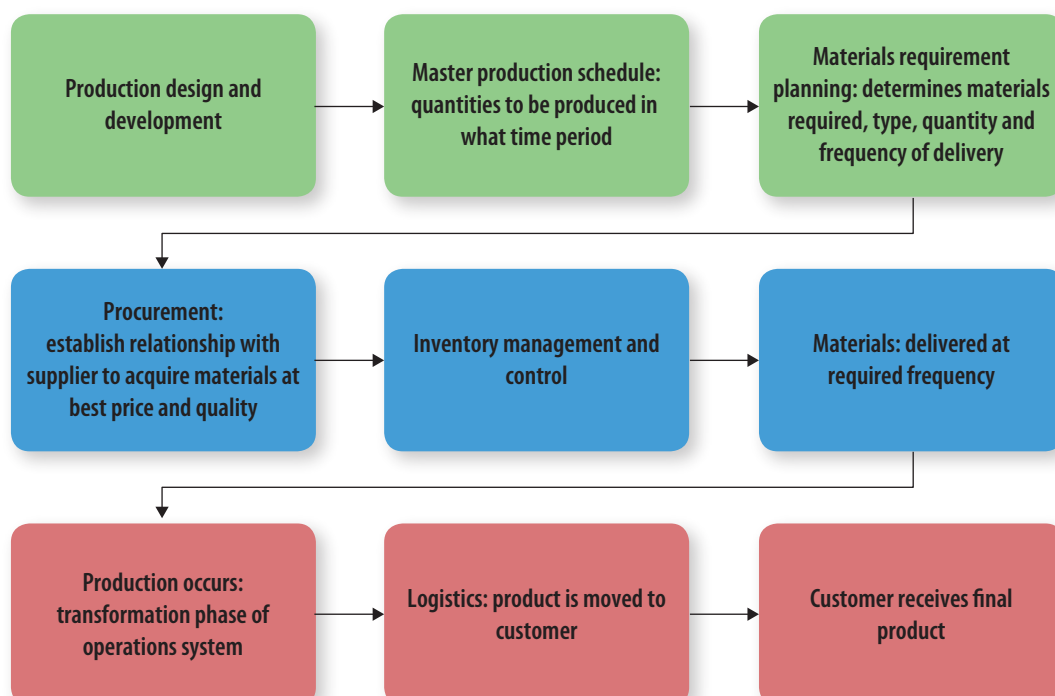 Production design and
development
Master production schedule:
quantities to be produced in
what time period
Materials requirement
planning: determines materials
required, type, quantity and
frequency of delivery
Procurement:
establish relationship with
supplier to acquire materials at
best price and quality
Inventory management and
control
Materials: delivered at
required frequency
Production occurs:
transformation phase of
operations system
Logistics: product is moved to
customer
Customer receives final
product